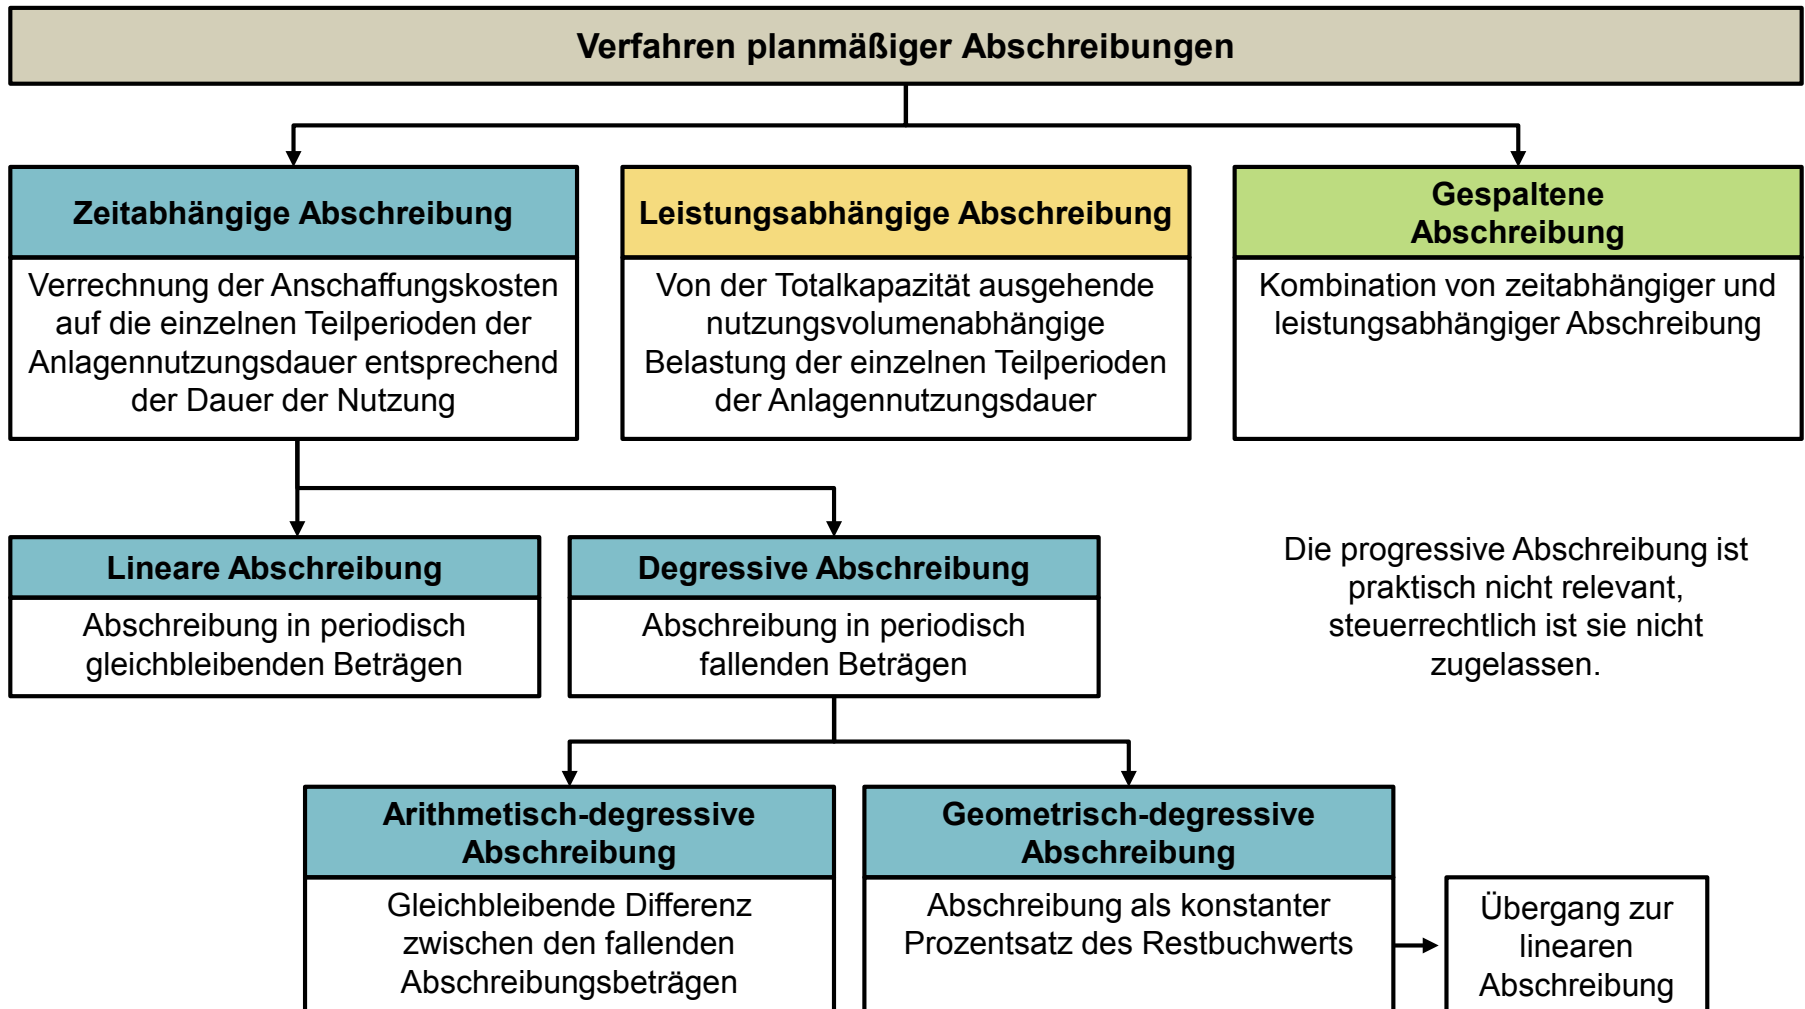 Verfahren planmäßiger Abschreibungen
Zeitabhängige Abschreibung
Verrechnung der Anschaffungskosten
auf die einzelnen Teilperioden der
Anlagennutzungsdauer entsprechend
der Dauer der Nutzung
Leistungsabhängige Abschreibung
Von der Totalkapazität ausgehende
nutzungsvolumenabhängige
Belastung der einzelnen Teilperioden
der Anlagennutzungsdauer
Gespaltene
Abschreibung
Kombination von zeitabhängiger und
leistungsabhängiger Abschreibung
Lineare Abschreibung
Abschreibung in periodisch
gleichbleibenden Beträgen
Degressive Abschreibung
Abschreibung in periodisch
fallenden Beträgen
Die progressive Abschreibung ist
praktisch nicht relevant,
steuerrechtlich ist sie nicht
zugelassen.
Arithmetisch-degressive
Abschreibung
Gleichbleibende Differenz
zwischen den fallenden
Abschreibungsbeträgen
Geometrisch-degressive
Abschreibung
Abschreibung als konstanter
Prozentsatz des Restbuchwerts
Übergang zur
linearen
Abschreibung